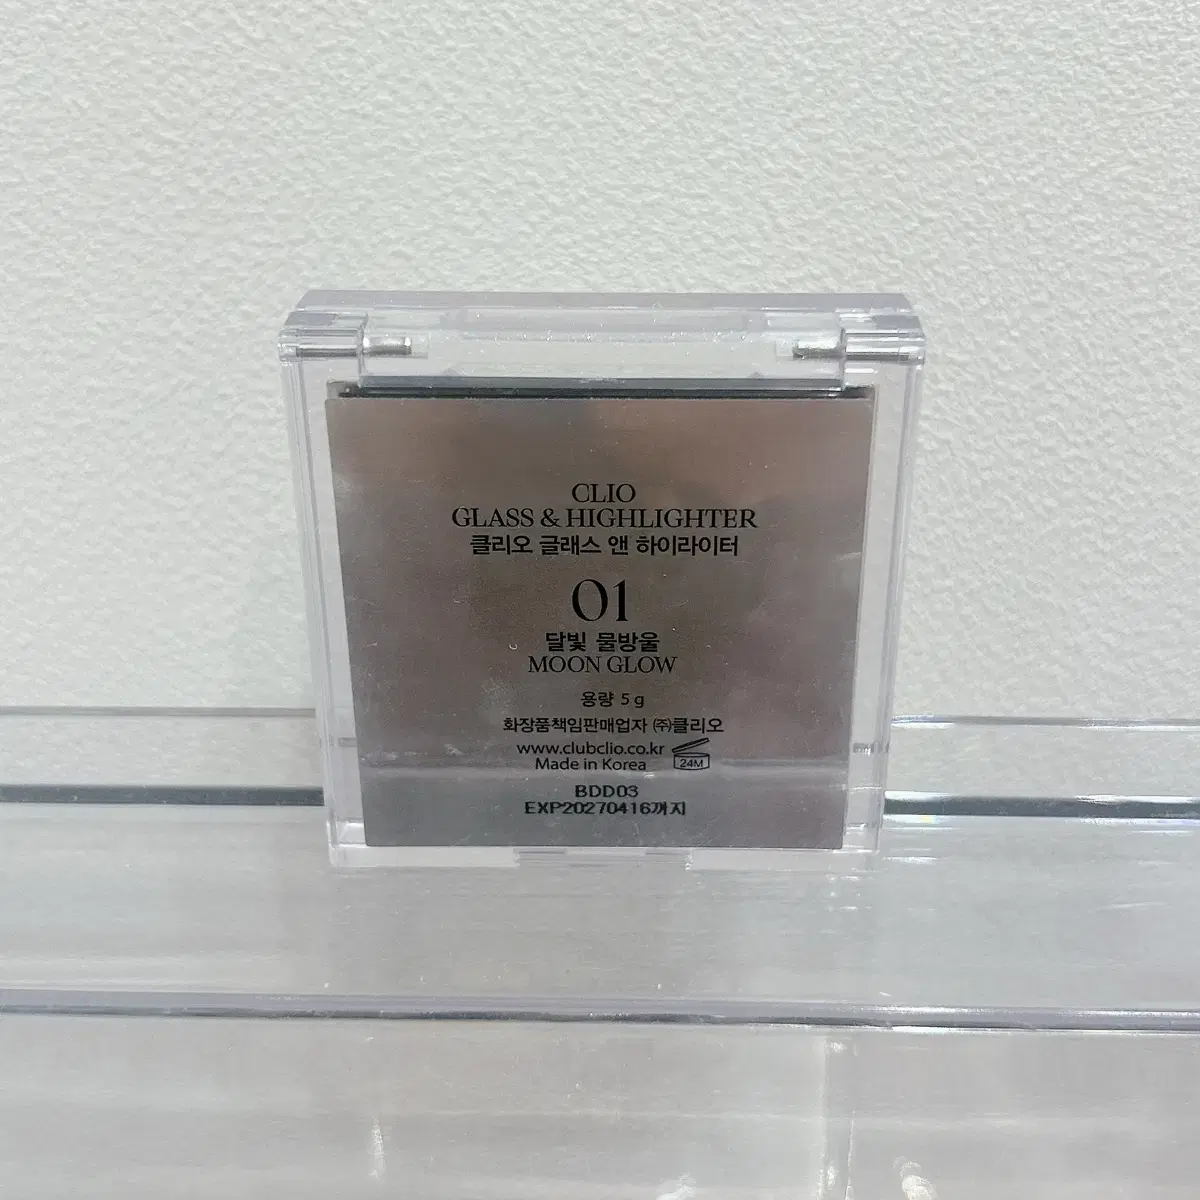 CLIO
GLASS & HIGHLIGHTER
클리오 글래스 앤 하이라이터
01
달빛 물방울
MOON GLOW
용량 5 g
화장품책임판매업자 ㈜클리오
www.clubclio.co.kr
Made in Korea
24M
BDD03
EXP20270416까지